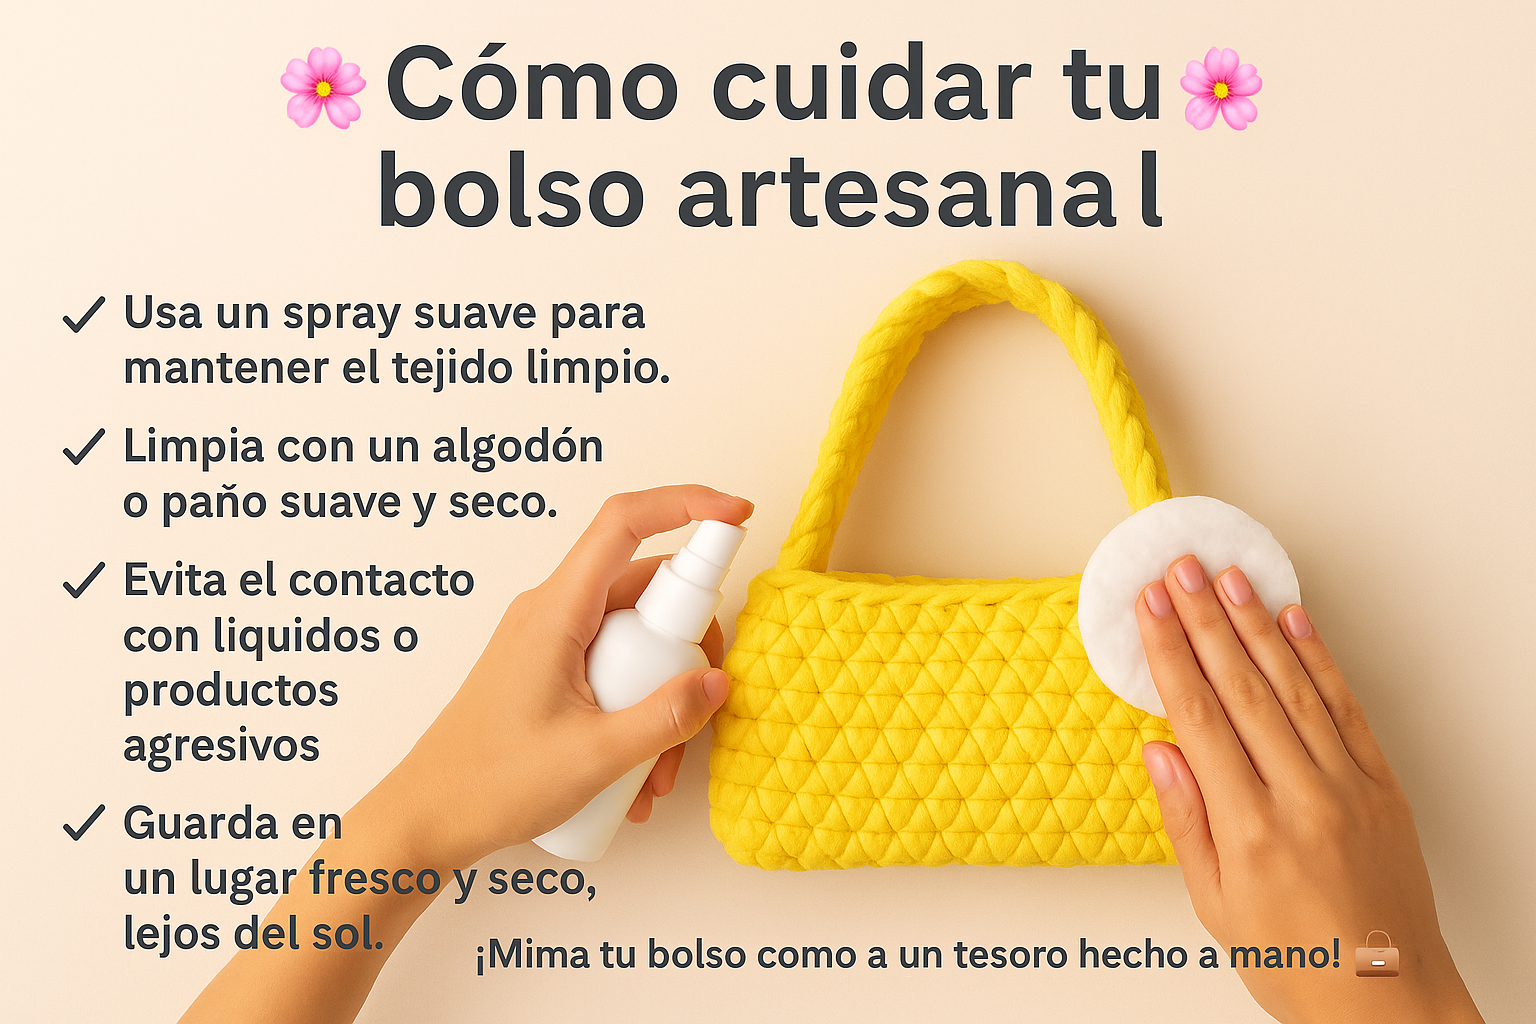 Cómo cuidar tu
bolso artesanal
Usa un spray suave para
mantener el tejido limpio.
Limpia con un algodón
o paňo suave y seco.
Evita el contacto
con liquidos o
productos
agresivos
Guarda en
un lugar fresco y seco,
lejos del sol.
¡Mima tu bolso como a un tesoro hecho a mano!